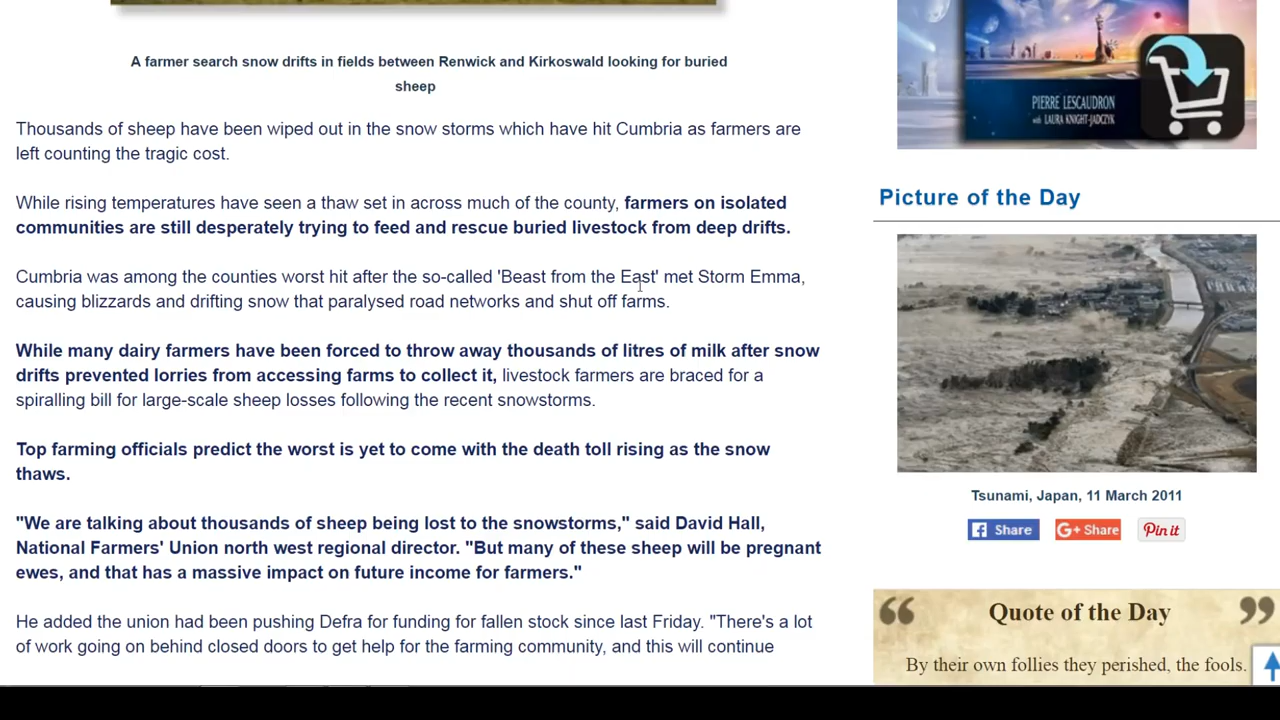 A farmer search snow drifts in fields between Renwick and Kirkoswald looking for buried
sheep
Thousands of sheep have been wiped out in the snow storms which have hit Cumbria as farmers are
left counting the tragic cost.
While rising temperatures have seen a thaw set in across much of the county, farmers on isolated
communities are still desperately trying to feed and rescue buried livestock from deep drifts.
Cumbria was among the counties worst hit after the so-called 'Beast from the East' met Storm Emma,
causing blizzards and drifting snow that paralysed road networks and shut off farms.
While many dairy farmers have been forced to throw away thousands of litres of milk after snow
drifts prevented lorries from accessing farms to collect it, livestock farmers are braced for a
spiralling bill for large-scale sheep losses following the recent snowstorms.
Top farming officials predict the worst is yet to come with the death toll rising as the snow
thaws.
"We are talking about thousands of sheep being lost to the snowstorms," said David Hall,
National Farmers' Union north west regional director. "But many of these sheep will be pregnant
ewes, and that has a massive impact on future income for farmers."
He added the union had been pushing Defra for funding for fallen stock since last Friday. "There's a lot
of work going on behind closed doors to get help for the farming community, and this will continue
PIERRE LESCAUDRON
with LAURA KNIGHT-JADCZYK
Picture of the Day
Tsunami, Japan, 11 March 2011
Share
G+ Share
Pin it
Quote of the Day
By their own follies they perished, the fools.